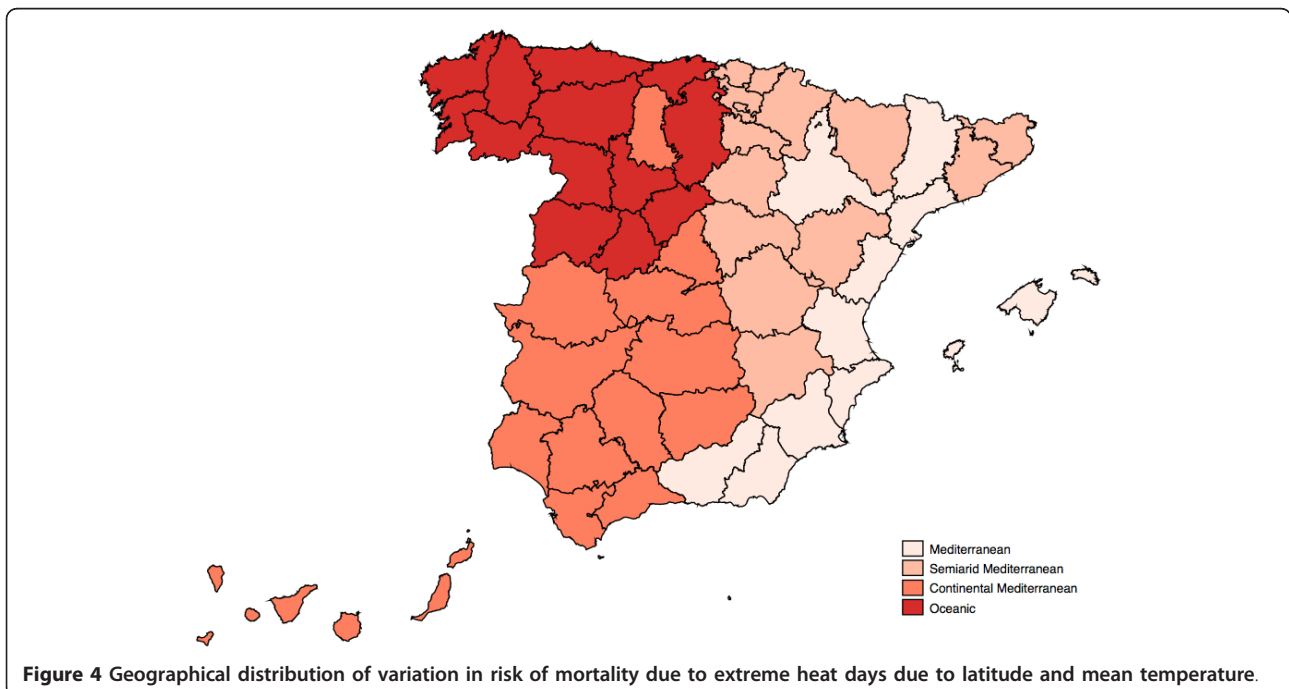 Mediterranean
Semiarid Mediterranean
Continental Mediterranean
Oceanic
Figure 4 Geographical distribution of variation in risk of mortality due to extreme heat days due to latitude and mean temperature.